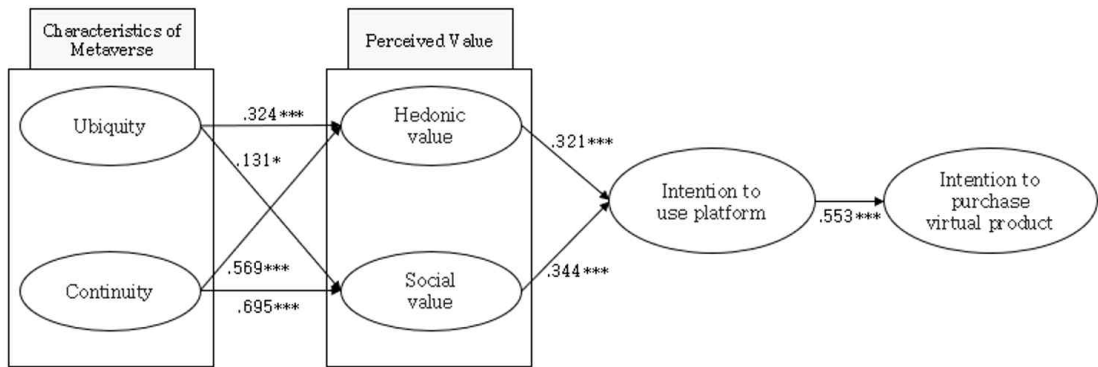 Characteristics of
Metaverse
Perceived Value
Ubiquity
.324***
Hedonic
value
.131*
.321***
Intention to
use platform
.553***
Intention to
purchase
virtual product
Continuity
.569***
.695***
Social
value
.344***